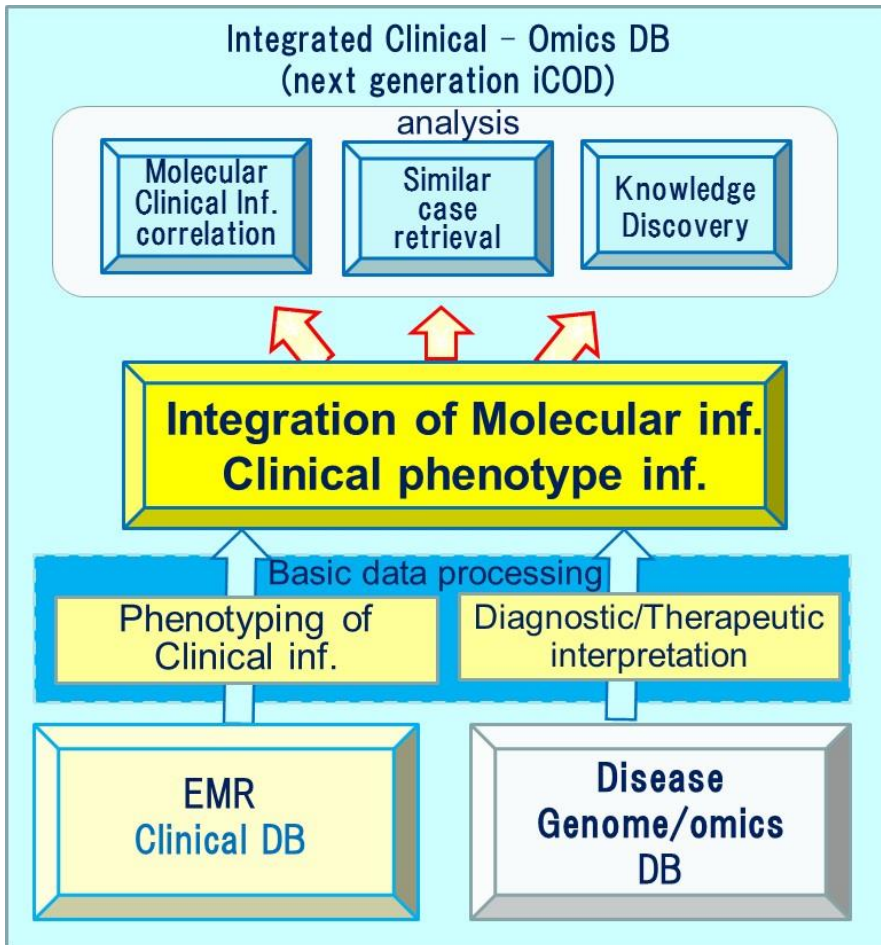 Integrated Clinical – Omics DB
(next generation iCOD)
analysis
Molecular
Clinical Inf.
correlation
Similar
case
retrieval
Knowledge
Discovery
Integration of Molecular inf.
Clinical phenotype inf.
Basic data processing
Phenotyping of
Clinical inf.
Diagnostic/Therapeutic
interpretation
EMR
Clinical DB
Disease
Genome/omics
DB